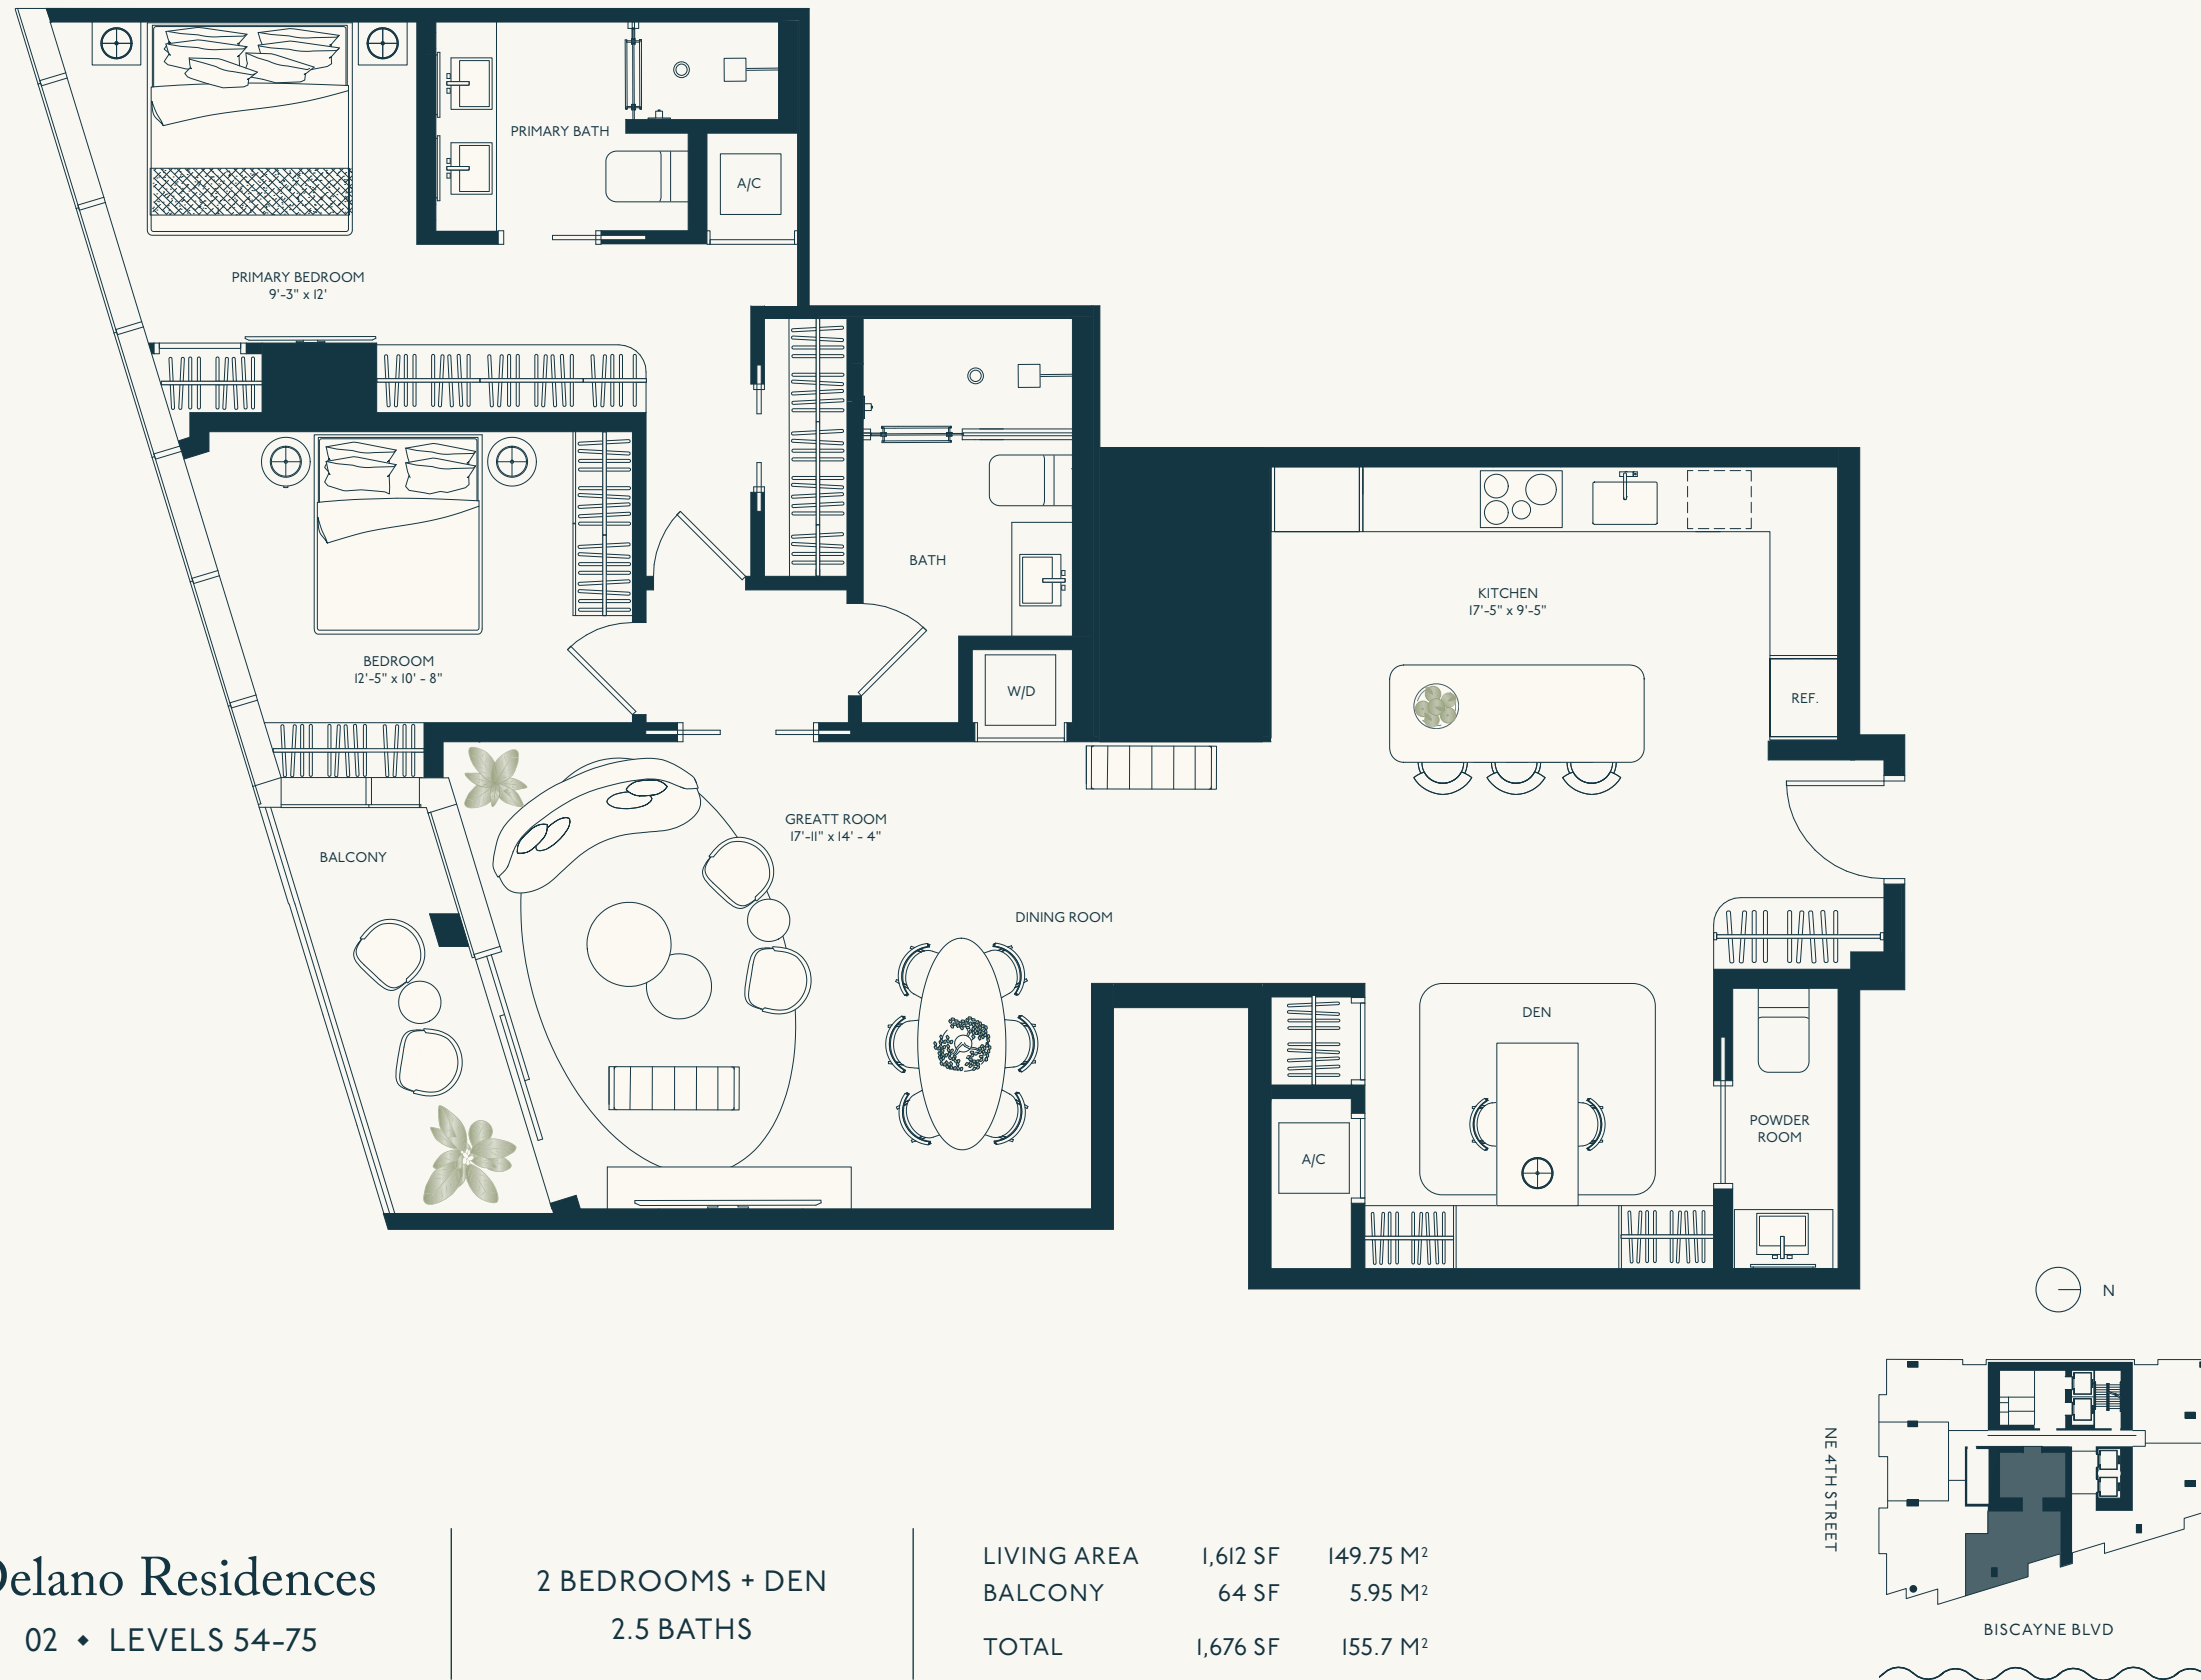 PRIMARY BATH
A/C
PRIMARY BEDROOM
9'-3" x 12'
BATH
KITCHEN
17'-5" x 9'-5"
BEDROOM
12'-5" x 10' - 8"
W/D
REF.
GREATT ROOM
17'-11" x 14' - 4"
BALCONY
DINING ROOM
DEN
POWDER
ROOM
A/C
N
NE 4TH STREET
BISCAYNE BLVD
Delano Residences
02 ◆ LEVELS 54-75
2 BEDROOMS + DEN
2.5 BATHS
LIVING AREA 1,612 SF 149.75 M²
BALCONY 64 SF 5.95 M²
TOTAL 1,676 SF 155.7 M²